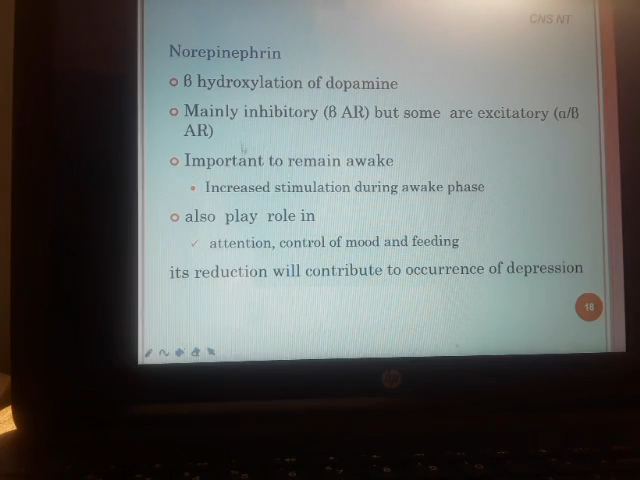 CNS NT
Norepinephrin
β hydroxylation of dopamine
Mainly inhibitory (β AR) but some are excitatory (α/β
AR)
Important to remain awake
Increased stimulation during awake phase
also play role in
attention, control of mood and feeding
its reduction will contribute to occurrence of depression
18
hp